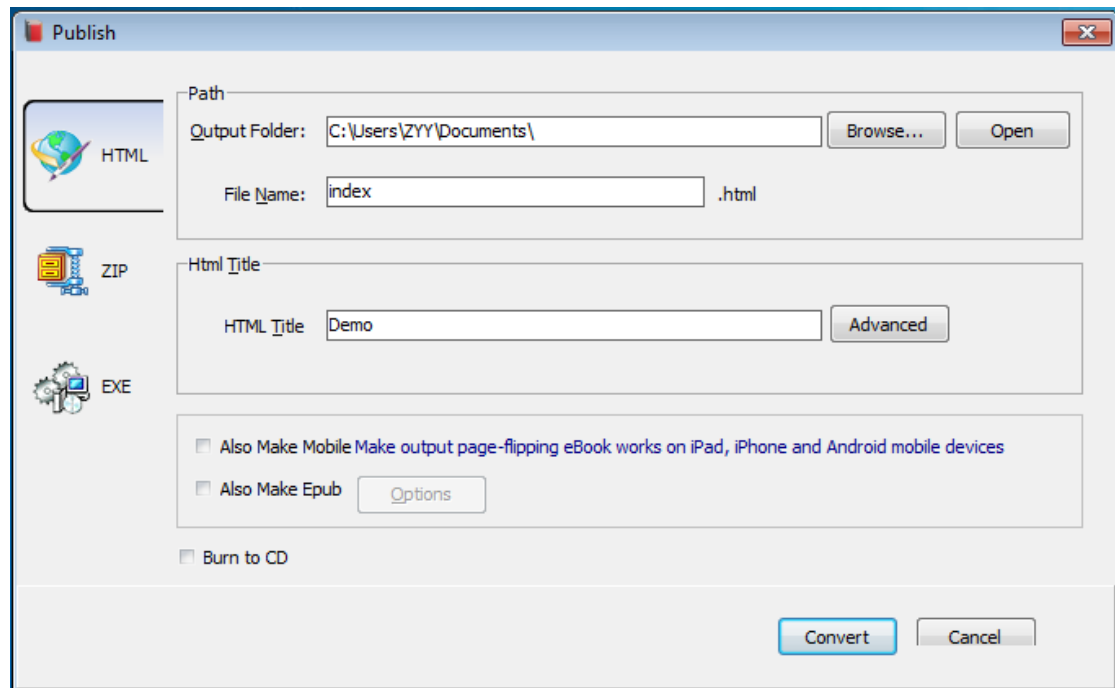 Publish
Path
Output Folder: C:\Users\ZYY\Documents\ Browse... Open
HTML
File Name: index .html
ZIP
Html Title
HTML Title Demo Advanced
EXE
Also Make Mobile Make output page-flipping eBook works on iPad, iPhone and Android mobile devices
Also Make Epub Options
Burn to CD
Convert Cancel